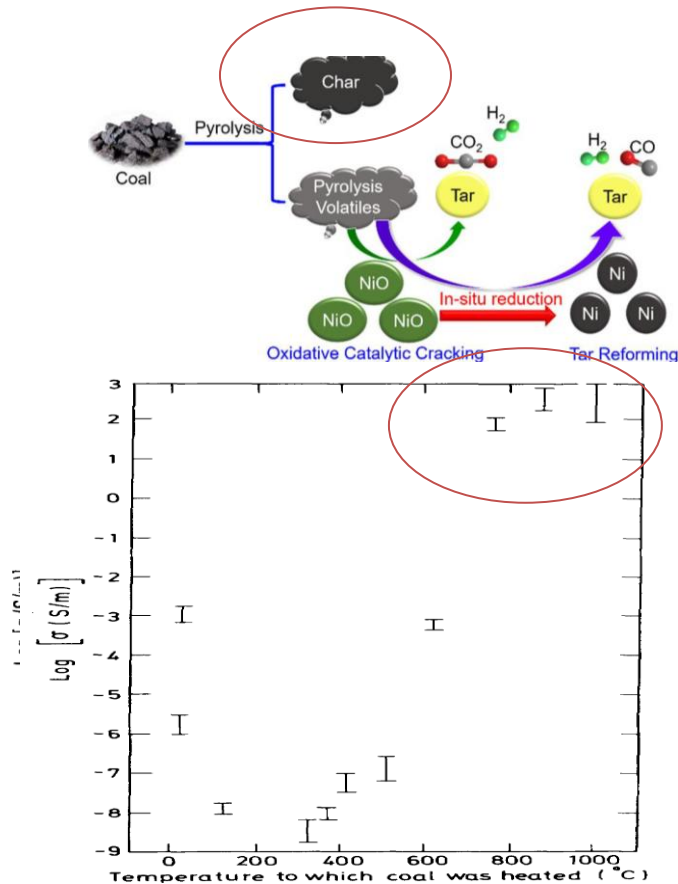 Char
H2
Pyrolysis
CO2
H2
CO
Coal
Pyrolysis
Volatiles
Tar
Tar
NiO
Ni
In-situ reduction
NiO
NiO
Ni
Ni
Oxidative Catalytic Cracking
Tar Reforming
3
2
1
0
-1
-2
-3
-4
-5
-6
-7
-8
-9
Log [σ (S/m)]
0
200
400
600
800
1000
Temperature to which coal was heated (°C)